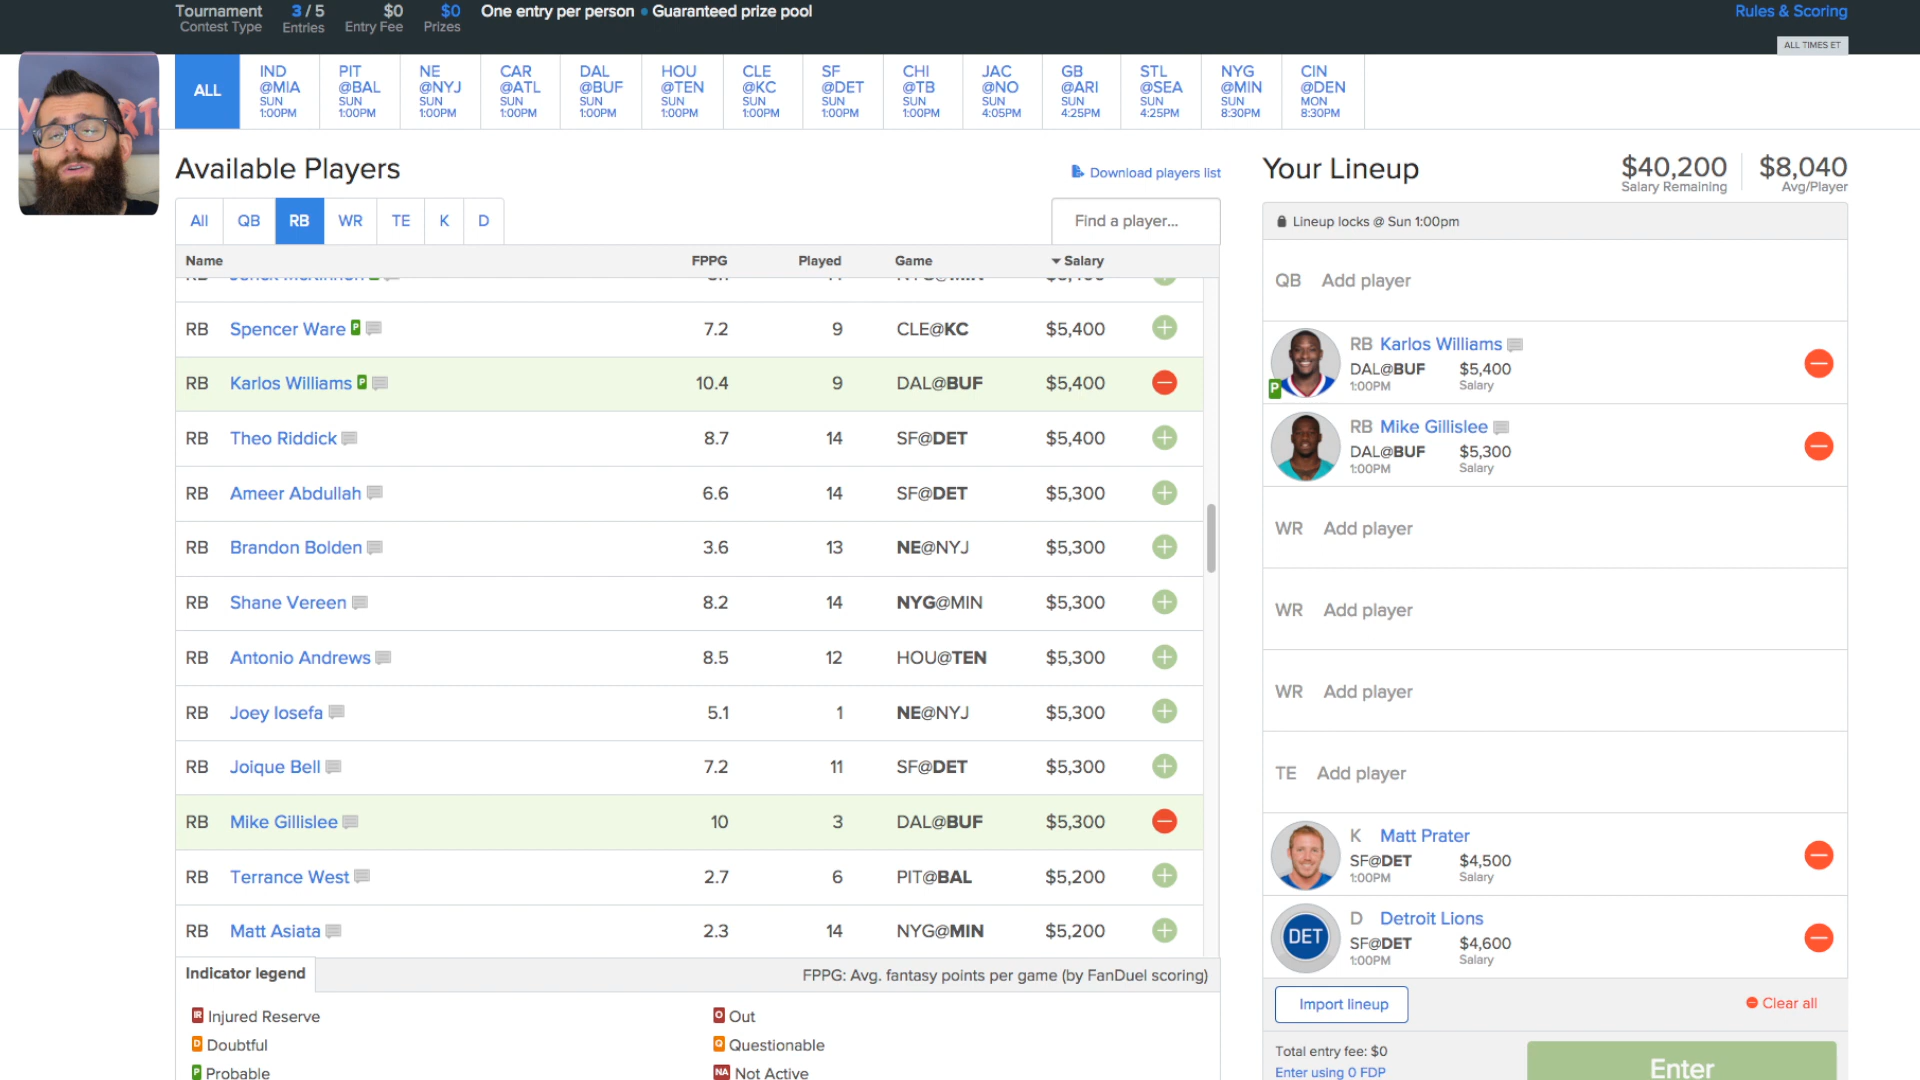 Tournament 3 / 5 $0 $0 One entry per person • Guaranteed prize pool Rules & Scoring
Contest Type Entries Entry Fee Prizes
ALL TIMES ET
ALL
IND @MIA SUN 1:00PM
PIT @BAL SUN 1:00PM
NE @NYJ SUN 1:00PM
CAR @ATL SUN 1:00PM
DAL @BUF SUN 1:00PM
HOU @TEN SUN 1:00PM
CLE @KC SUN 1:00PM
SF @DET SUN 1:00PM
CHI @TB SUN 1:00PM
JAC @NO SUN 4:05PM
GB @ARI SUN 4:25PM
STL @SEA SUN 4:25PM
NYG @MIN SUN 8:30PM
CIN @DEN MON 8:30PM
Available Players Download players list
All QB RB WR TE K D Find a player...
Name FPPG Played Game Salary
RB Spencer Ware P 7.2 9 CLE@KC $5,400
RB Karlos Williams P 10.4 9 DAL@BUF $5,400
RB Theo Riddick 8.7 14 SF@DET $5,400
RB Ameer Abdullah 6.6 14 SF@DET $5,300
RB Brandon Bolden 3.6 13 NE@NYJ $5,300
RB Shane Vereen 8.2 14 NYG@MIN $5,300
RB Antonio Andrews 8.5 12 HOU@TEN $5,300
RB Joey Iosefa 5.1 1 NE@NYJ $5,300
RB Joique Bell 7.2 11 SF@DET $5,300
RB Mike Gillislee 10 3 DAL@BUF $5,300
RB Terrance West 2.7 6 PIT@BAL $5,200
RB Matt Asiata 2.3 14 NYG@MIN $5,200
Indicator legend FPPG: Avg. fantasy points per game (by FanDuel scoring)
IR Injured Reserve O Out
D Doubtful Q Questionable
P Probable NA Not Active
Your Lineup $40,200 $8,040
Salary Remaining Avg/Player
Lineup locks @ Sun 1:00pm
QB Add player
RB Karlos Williams
DAL@BUF $5,400
P 1:00PM Salary
RB Mike Gillislee
DAL@BUF $5,300
1:00PM Salary
WR Add player
WR Add player
WR Add player
TE Add player
K Matt Prater
SF@DET $4,500
1:00PM Salary
D Detroit Lions
DET SF@DET $4,600
1:00PM Salary
Import lineup Clear all
Total entry fee: $0
Enter using 0 FDP
Enter